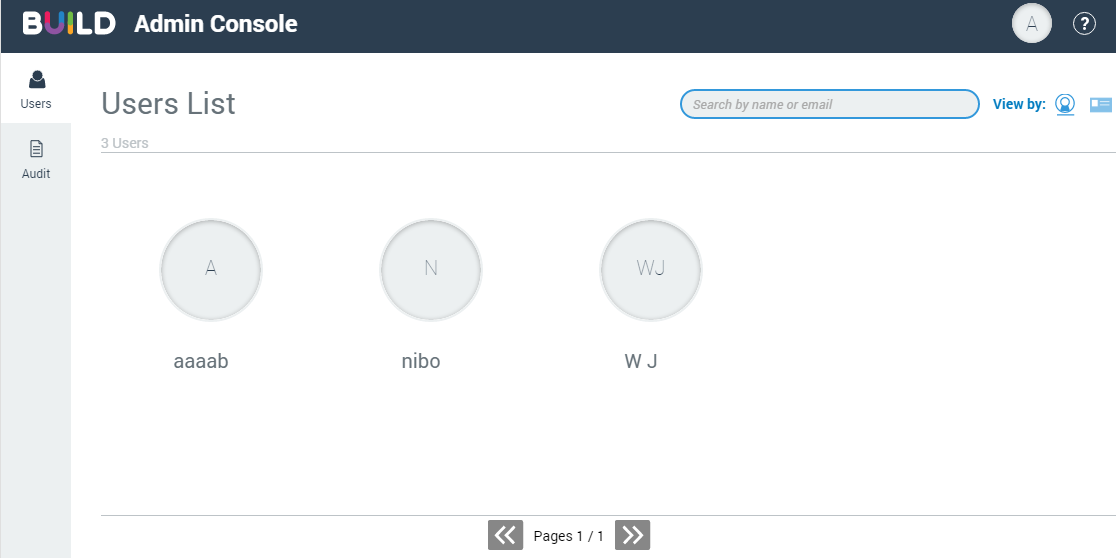 BUILD Admin Console A ?
Users
Users List
Search by name or email
View by:
3 Users
Audit
A N WJ
aaaab nibo W J
Pages 1 / 1